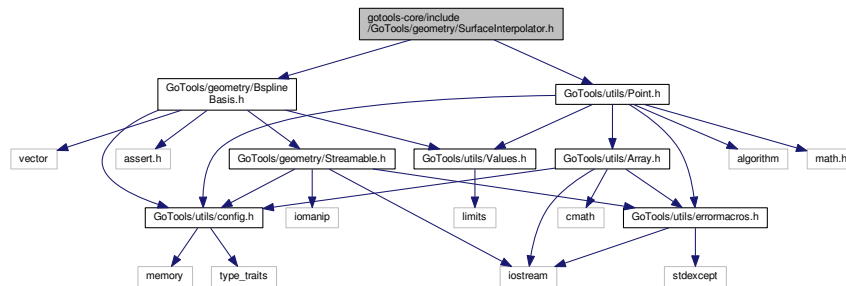 gotools-core/include
/GoTools/geometry/SurfaceInterpolator.h
GoTools/geometry/Bspline
Basis.h
GoTools/utils/Point.h
vector
assert.h
GoTools/geometry/Streamable.h
GoTools/utils/Values.h
GoTools/utils/Array.h
algorithm
math.h
GoTools/utils/config.h
iomanip
limits
cmath
GoTools/utils/errormacros.h
memory
type_traits
iostream
stdexcept